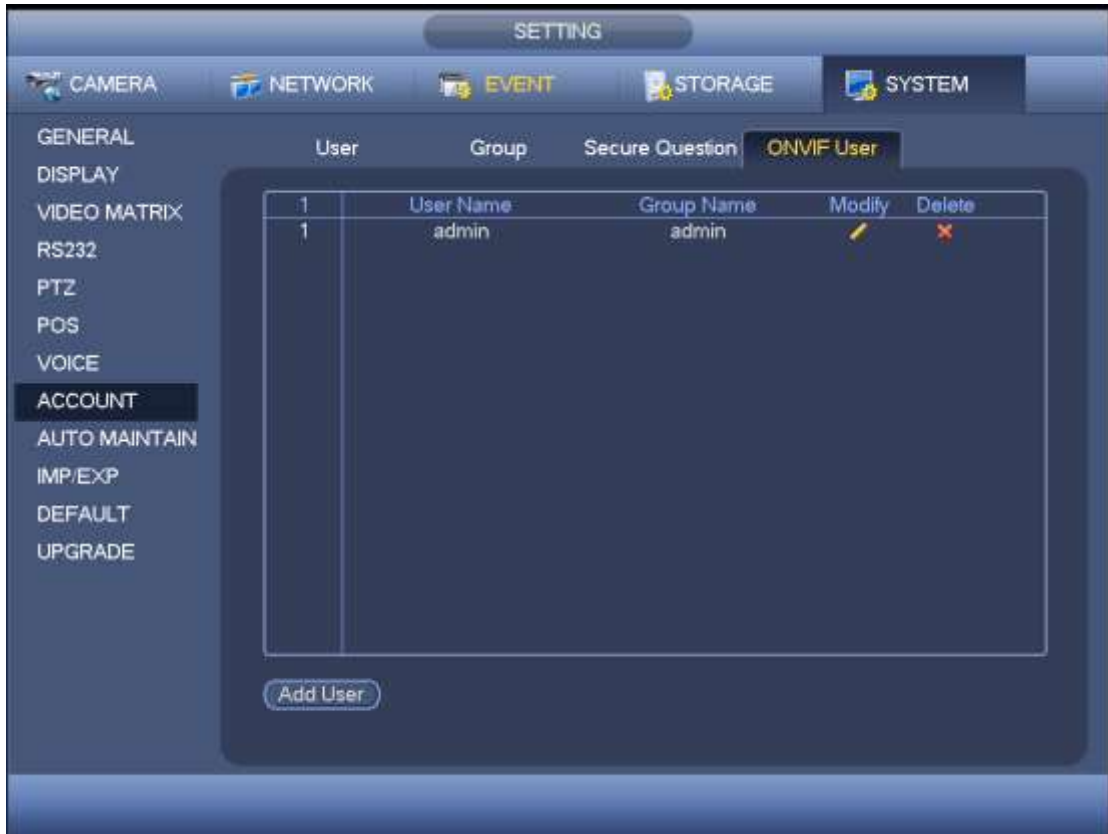 SETTING
CAMERA NETWORK EVENT STORAGE SYSTEM
GENERAL
DISPLAY
VIDEO MATRIX
RS232
PTZ
POS
VOICE
ACCOUNT
AUTO MAINTAIN
IMP/EXP
DEFAULT
UPGRADE
User Group Secure Question ONVIF User
1 User Name Group Name Modify Delete
1 admin admin
Add User